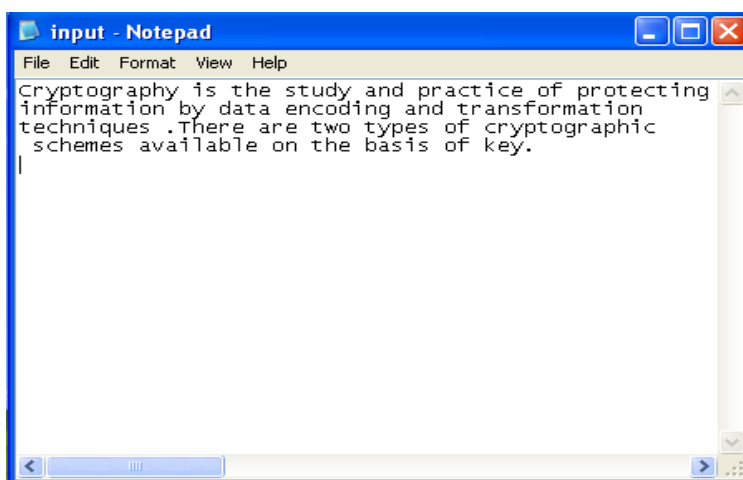 input - Notepad
File Edit Format View Help
Cryptography is the study and practice of protecting
information by data encoding and transformation
techniques .There are two types of cryptographic
 schemes available on the basis of key.